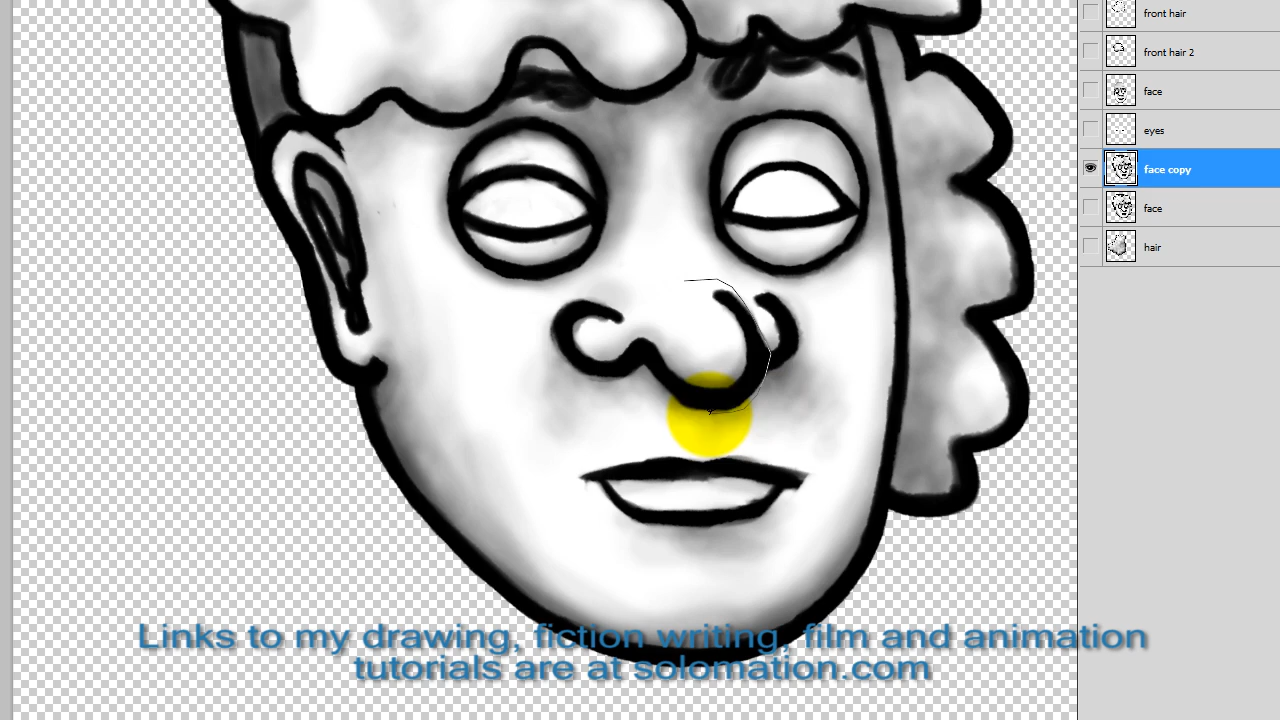 front hair
front hair 2
face
eyes
face copy
face
hair
Links to my drawing, fiction writing, film and animation
tutorials are at solomation.com